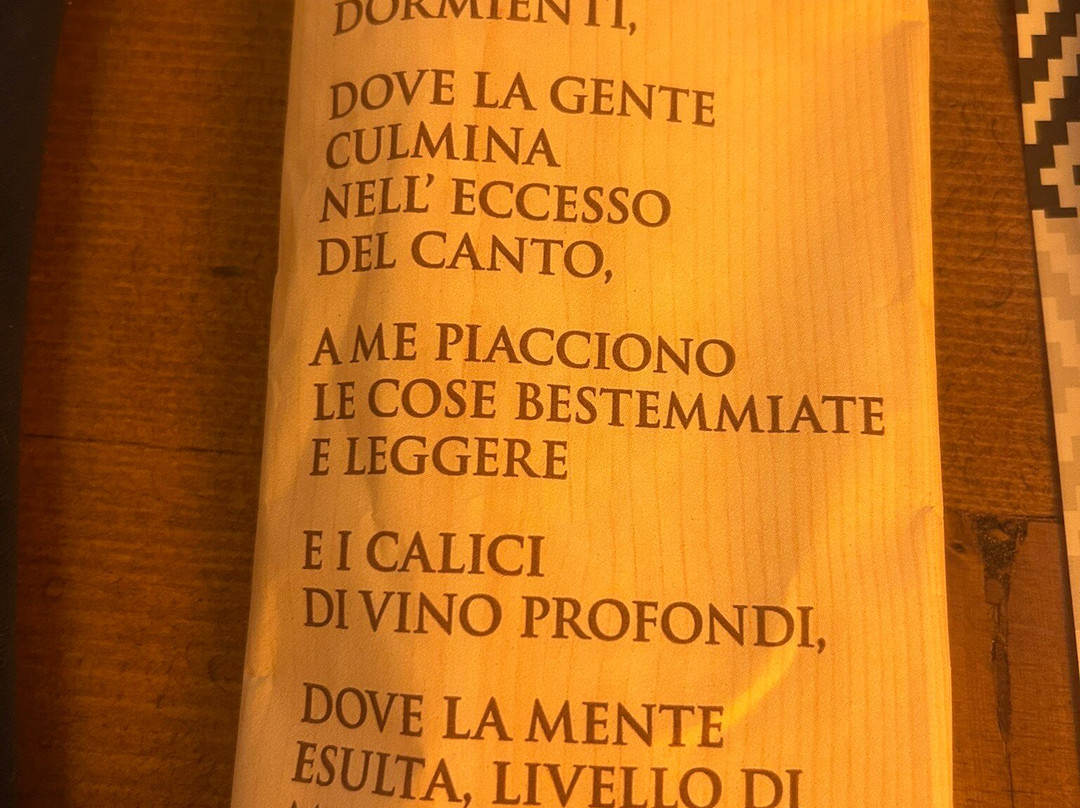 DORMIENTI,
DOVE LA GENTE
CULMINA
NELL' ECCESSO
DEL CANTO,
A ME PIACCIONO
LE COSE BESTEMMIATE
E LEGGERE
E I CALICI
DI VINO PROFONDI,
DOVE LA MENTE
ESULTA, LIVELLO DI